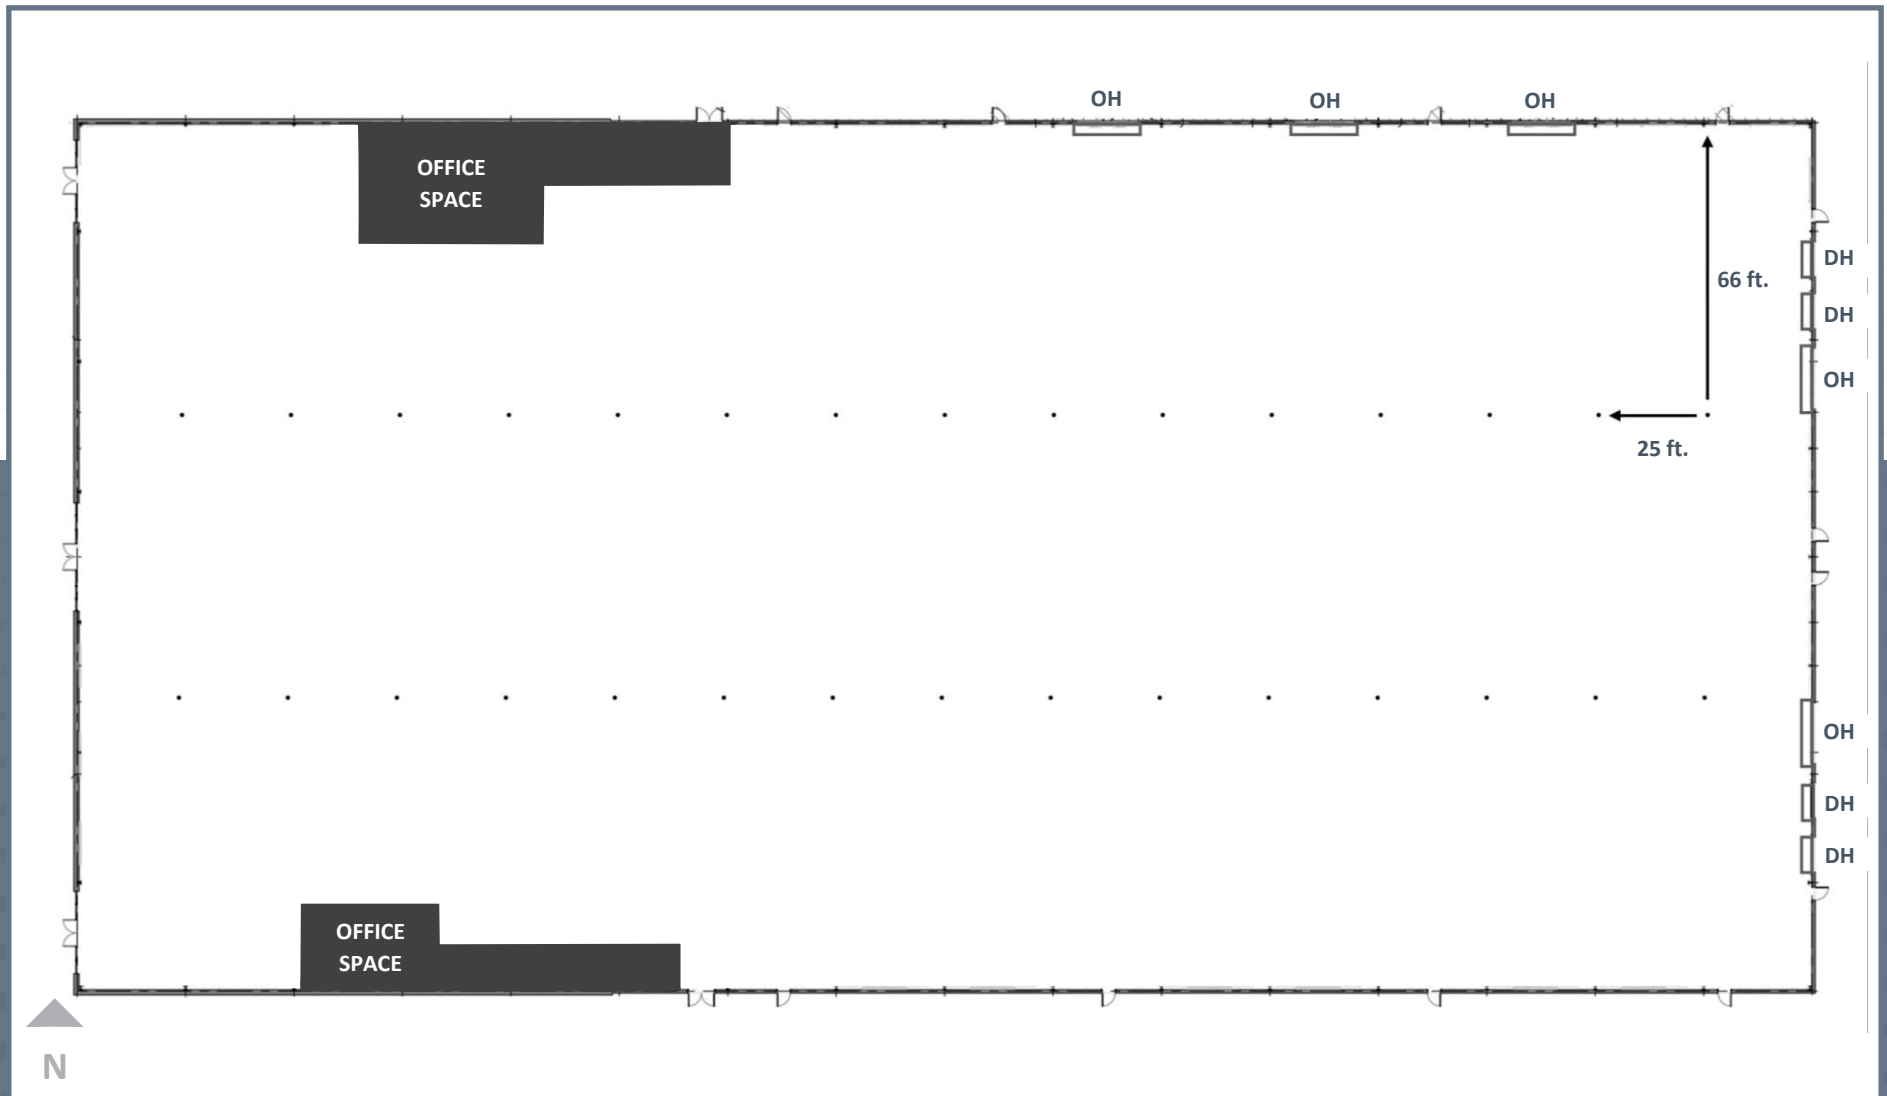 OH
OH
OH
OFFICE
SPACE
DH
66 ft.
DH
OH
25 ft.
OH
DH
DH
OFFICE
SPACE
N